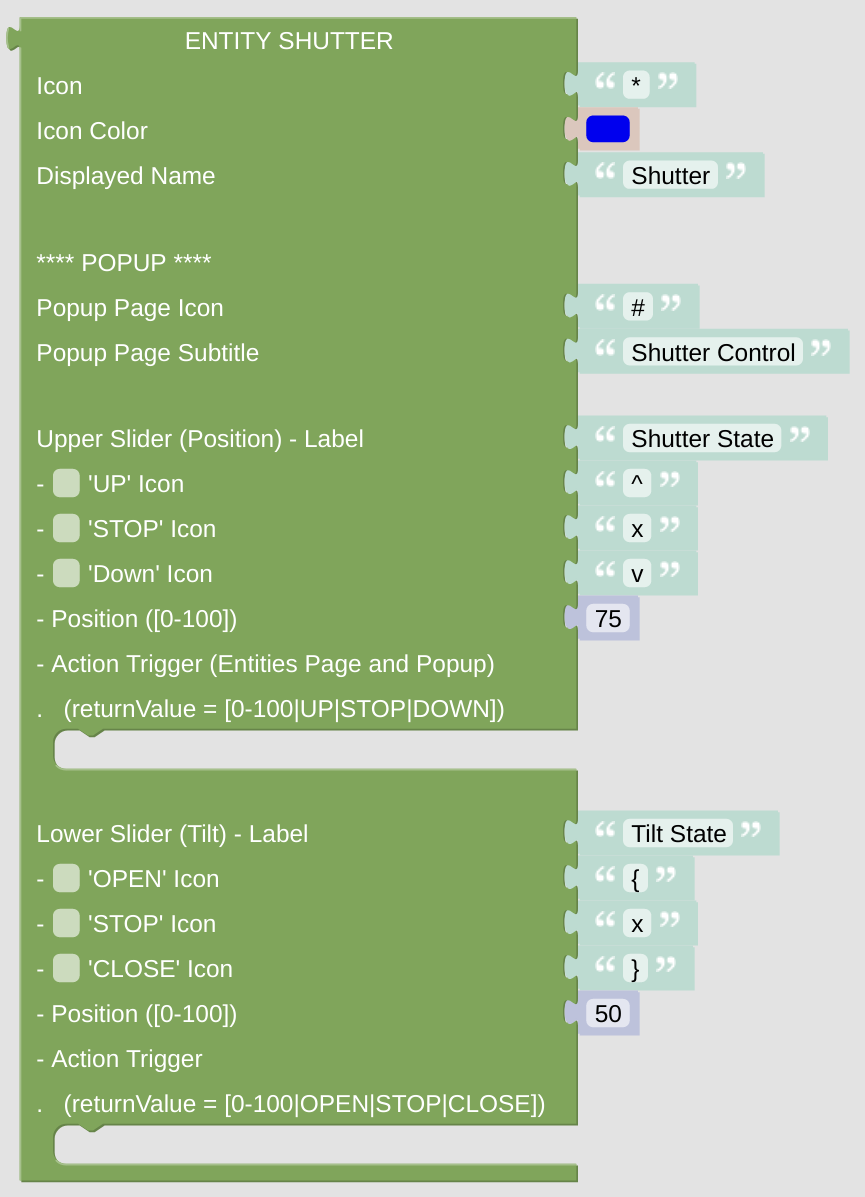 ENTITY SHUTTER
Icon “ * ”
Icon Color
Displayed Name “ Shutter ”
**** POPUP ****
Popup Page Icon “ # ”
Popup Page Subtitle “ Shutter Control ”
Upper Slider (Position) - Label “ Shutter State ”
- 'UP' Icon “ ^ ”
- 'STOP' Icon “ x ”
- 'Down' Icon “ v ”
- Position ([0-100]) 75
- Action Trigger (Entities Page and Popup)
. (returnValue = [0-100|UP|STOP|DOWN])
Lower Slider (Tilt) - Label “ Tilt State ”
- 'OPEN' Icon “ { ”
- 'STOP' Icon “ x ”
- 'CLOSE' Icon “ } ”
- Position ([0-100]) 50
- Action Trigger
. (returnValue = [0-100|OPEN|STOP|CLOSE])